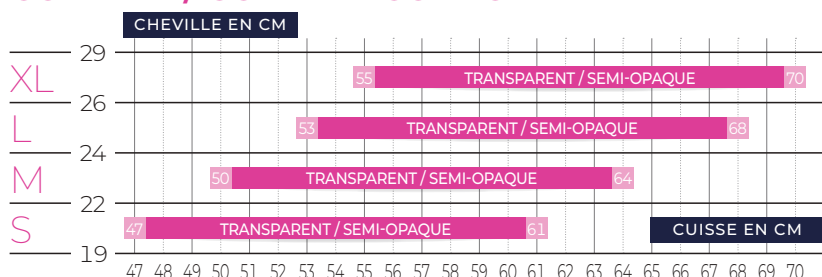 CHEVILLE EN CM
29
XL 55 TRANSPARENT / SEMI-OPAQUE 70
26
L 53 TRANSPARENT / SEMI-OPAQUE 68
24
M 50 TRANSPARENT / SEMI-OPAQUE 64
22
S 47 TRANSPARENT / SEMI-OPAQUE 61 CUISSE EN CM
19
47 48 49 50 51 52 53 54 55 56 57 58 59 60 61 62 63 64 65 66 67 68 69 70